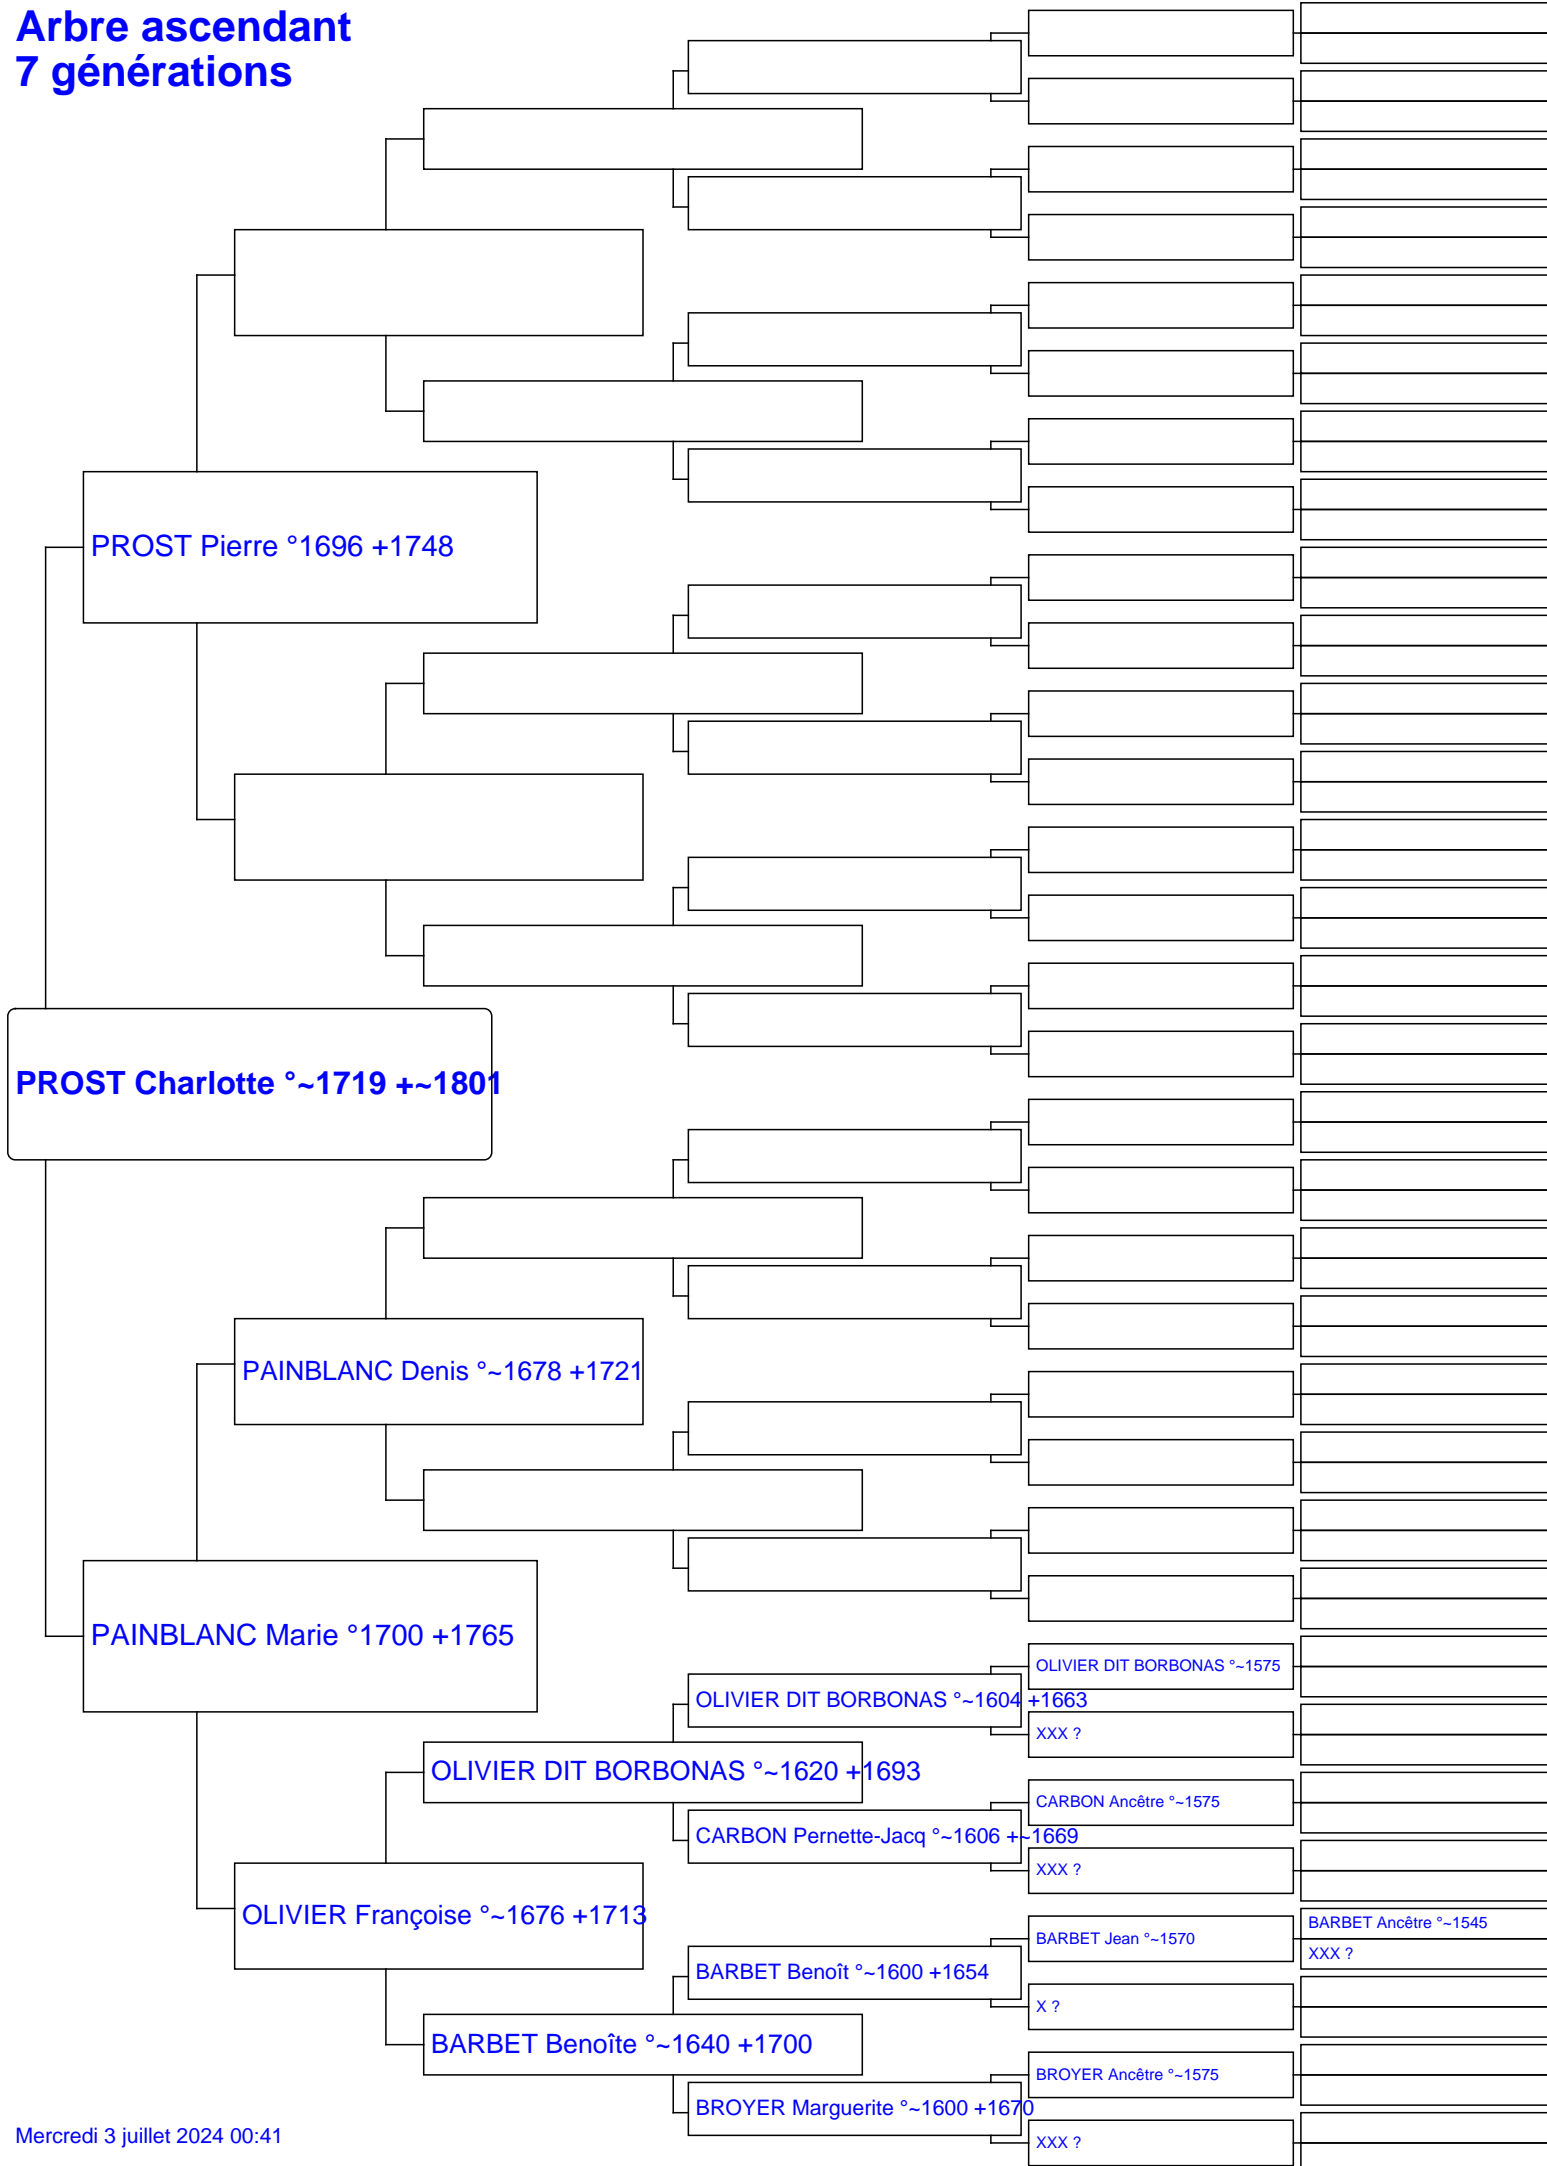 Arbre ascendant
7 générations
PROST Pierre °1696 +1748
PROST Charlotte °~1719 +~1801
PAINBLANC Denis °~1678 +1721
PAINBLANC Marie °1700 +1765
OLIVIER DIT BORBONAS °~1575
OLIVIER DIT BORBONAS °~1604 +1663
XXX ?
OLIVIER DIT BORBONAS °~1620 +1693
CARBON Ancêtre °~1575
CARBON Pernette-Jacq °~1606 +~1669
XXX ?
OLIVIER Françoise °~1676 +1713
BARBET Ancêtre °~1545
BARBET Jean °~1570
XXX ?
BARBET Benoît °~1600 +1654
X ?
BARBET Benoîte °~1640 +1700
BROYER Ancêtre °~1575
BROYER Marguerite °~1600 +1670
XXX ?
Mercredi 3 juillet 2024 00:41